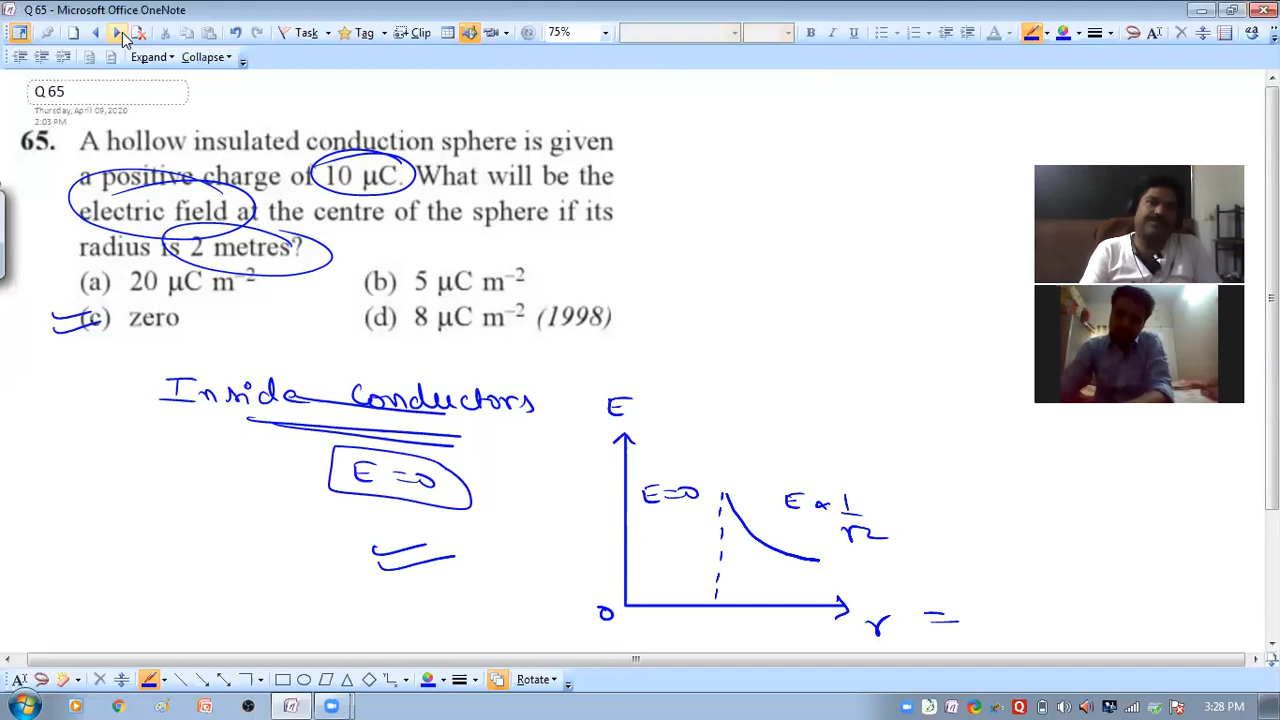 Q 65 - Microsoft Office OneNote
Task
Tag
Clip
75%
B I U
A
Expand Collapse
Q 65
Thursday, April 09, 2020
2:03 PM
65. A hollow insulated conduction sphere is given
a positive charge of 10 μC. What will be the
electric field at the centre of the sphere if its
radius is 2 metres?
(a) 20 μC m⁻² (b) 5 μC m⁻²
(c) zero (d) 8 μC m⁻² (1998)
Inside conductors
E = 0
E
E=0
E ∝ 1/r2
0
r =
Rotate
3:28 PM